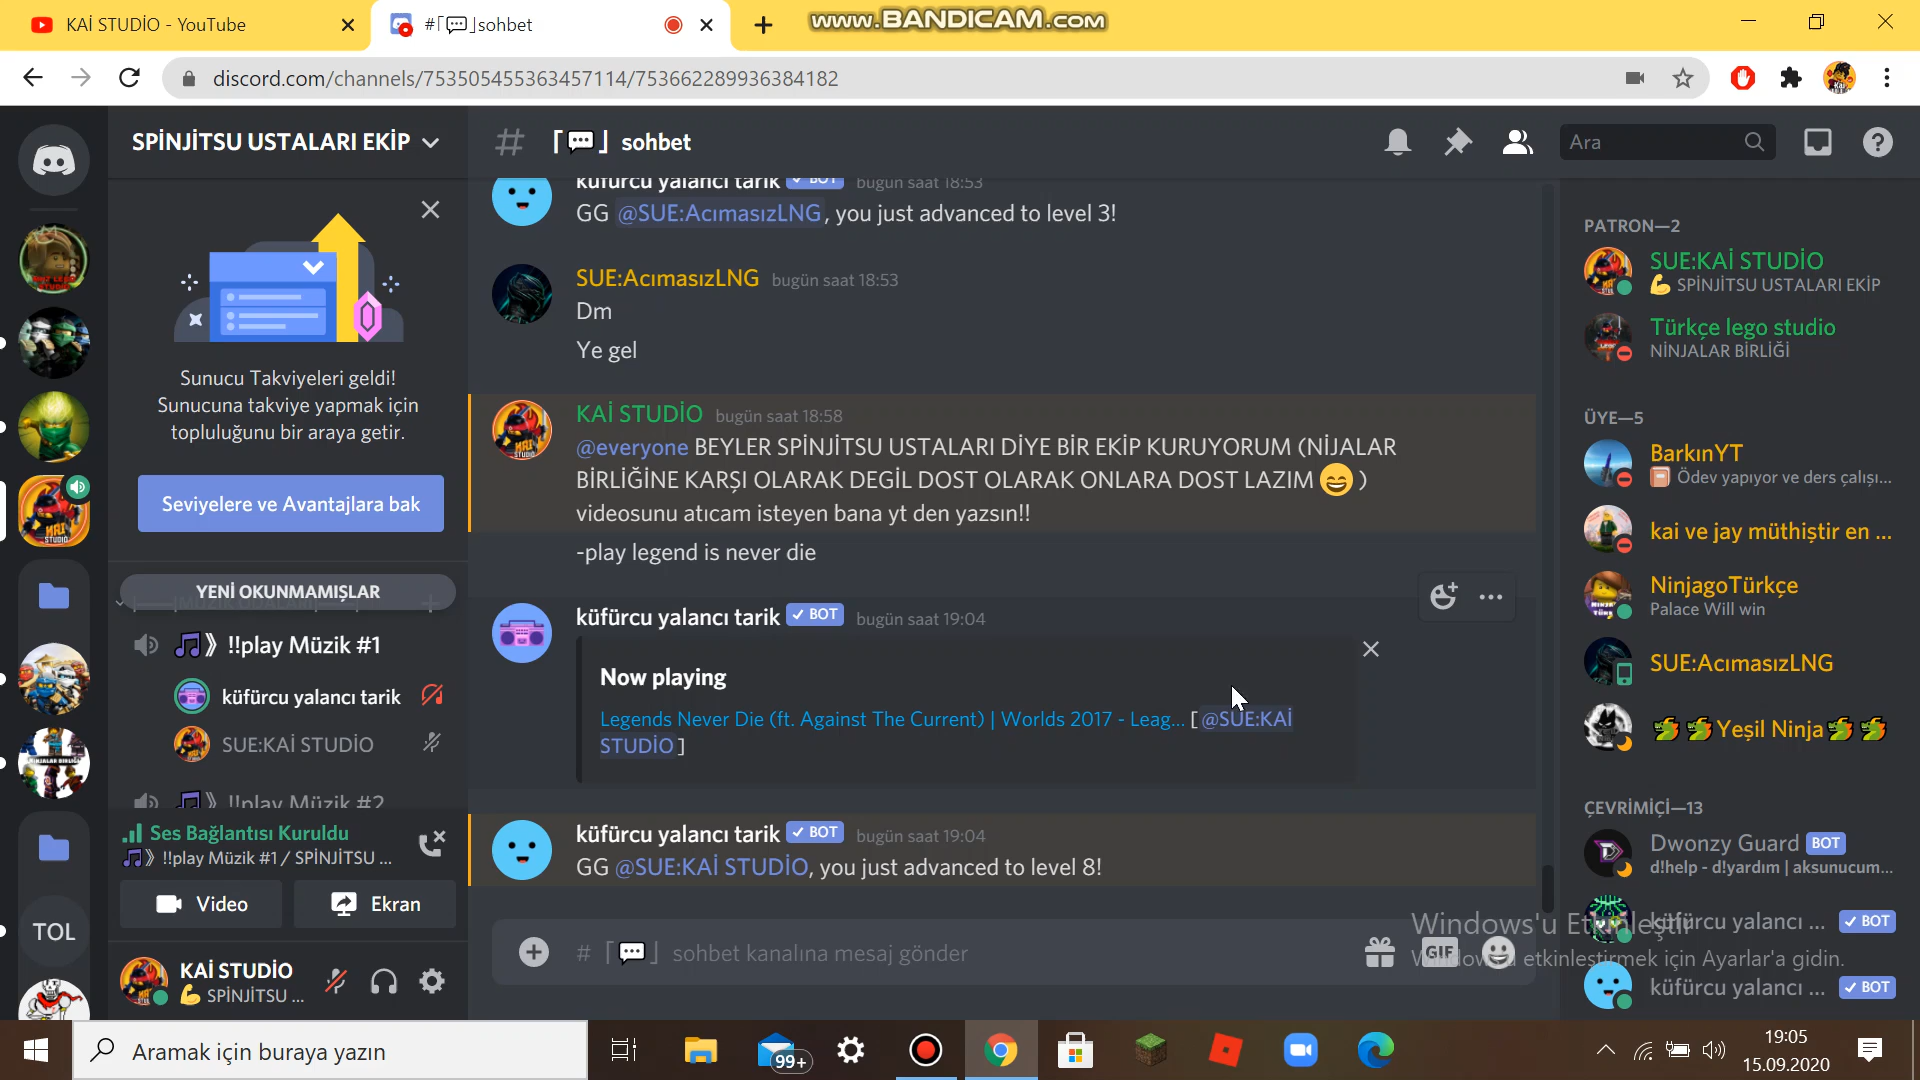 KAİ STUDİO - YouTube
#「💬」sohbet
www.BANDICAM.com
discord.com/channels/753505455363457114/753662289936384182
SPİNJİTSU USTALARI EKİP
Sunucu Takviyeleri geldi!
Sunucuna takviye yapmak için
topluluğunu bir araya getir.
Seviyelere ve Avantajlara bak
YENİ OKUNMAMIŞLAR
🎵》!!play Müzik #1
küfürcu yalancı tarik
SUE:KAİ STUDİO
🎵》!!play Müzik #2
Ses Bağlantısı Kuruldu
🎵》!!play Müzik #1 / SPİNJİTSU ...
Video
Ekran
KAİ STUDİO
💪 SPİNJİTSU ...
TOL
# 「💬」 sohbet
Ara
küfürcu yalancı tarik ✓ BOT bugün saat 18:53
GG @SUE:AcımasızLNG, you just advanced to level 3!
SUE:AcımasızLNG bugün saat 18:53
Dm
Ye gel
KAİ STUDİO bugün saat 18:58
@everyone BEYLER SPİNJİTSU USTALARI DİYE BİR EKİP KURUYORUM (NİJALAR
BİRLİĞİNE KARŞI OLARAK DEGİL DOST OLARAK ONLARA DOST LAZIM 😄 )
videosunu atıcam isteyen bana yt den yazsın!!
-play legend is never die
küfürcu yalancı tarik ✓ BOT bugün saat 19:04
Now playing
Legends Never Die (ft. Against The Current) | Worlds 2017 - Leag... [ @SUE:KAİ
STUDİO ]
küfürcu yalancı tarik ✓ BOT bugün saat 19:04
GG @SUE:KAİ STUDİO, you just advanced to level 8!
# 「💬」 sohbet kanalına mesaj gönder
GIF
PATRON—2
SUE:KAİ STUDİO
💪 SPİNJİTSU USTALARI EKİP
Türkçe lego studio
NİNJALAR BİRLİĞİ
ÜYE—5
BarkınYT
Ödev yapıyor ve ders çalışı...
kai ve jay müthiştir en ...
NinjagoTürkçe
Palace Will win
SUE:AcımasızLNG
🐲🐲Yeşil Ninja🐲🐲
ÇEVRİMİÇİ—13
Dwonzy Guard BOT
d!help - d!yardım | aksunucum...
küfürcu yalancı ... ✓ BOT
küfürcu yalancı ... ✓ BOT
Windows'u Etkinleştir
Windows'u etkinleştirmek için Ayarlar'a gidin.
Aramak için buraya yazın
99+
19:05
15.09.2020